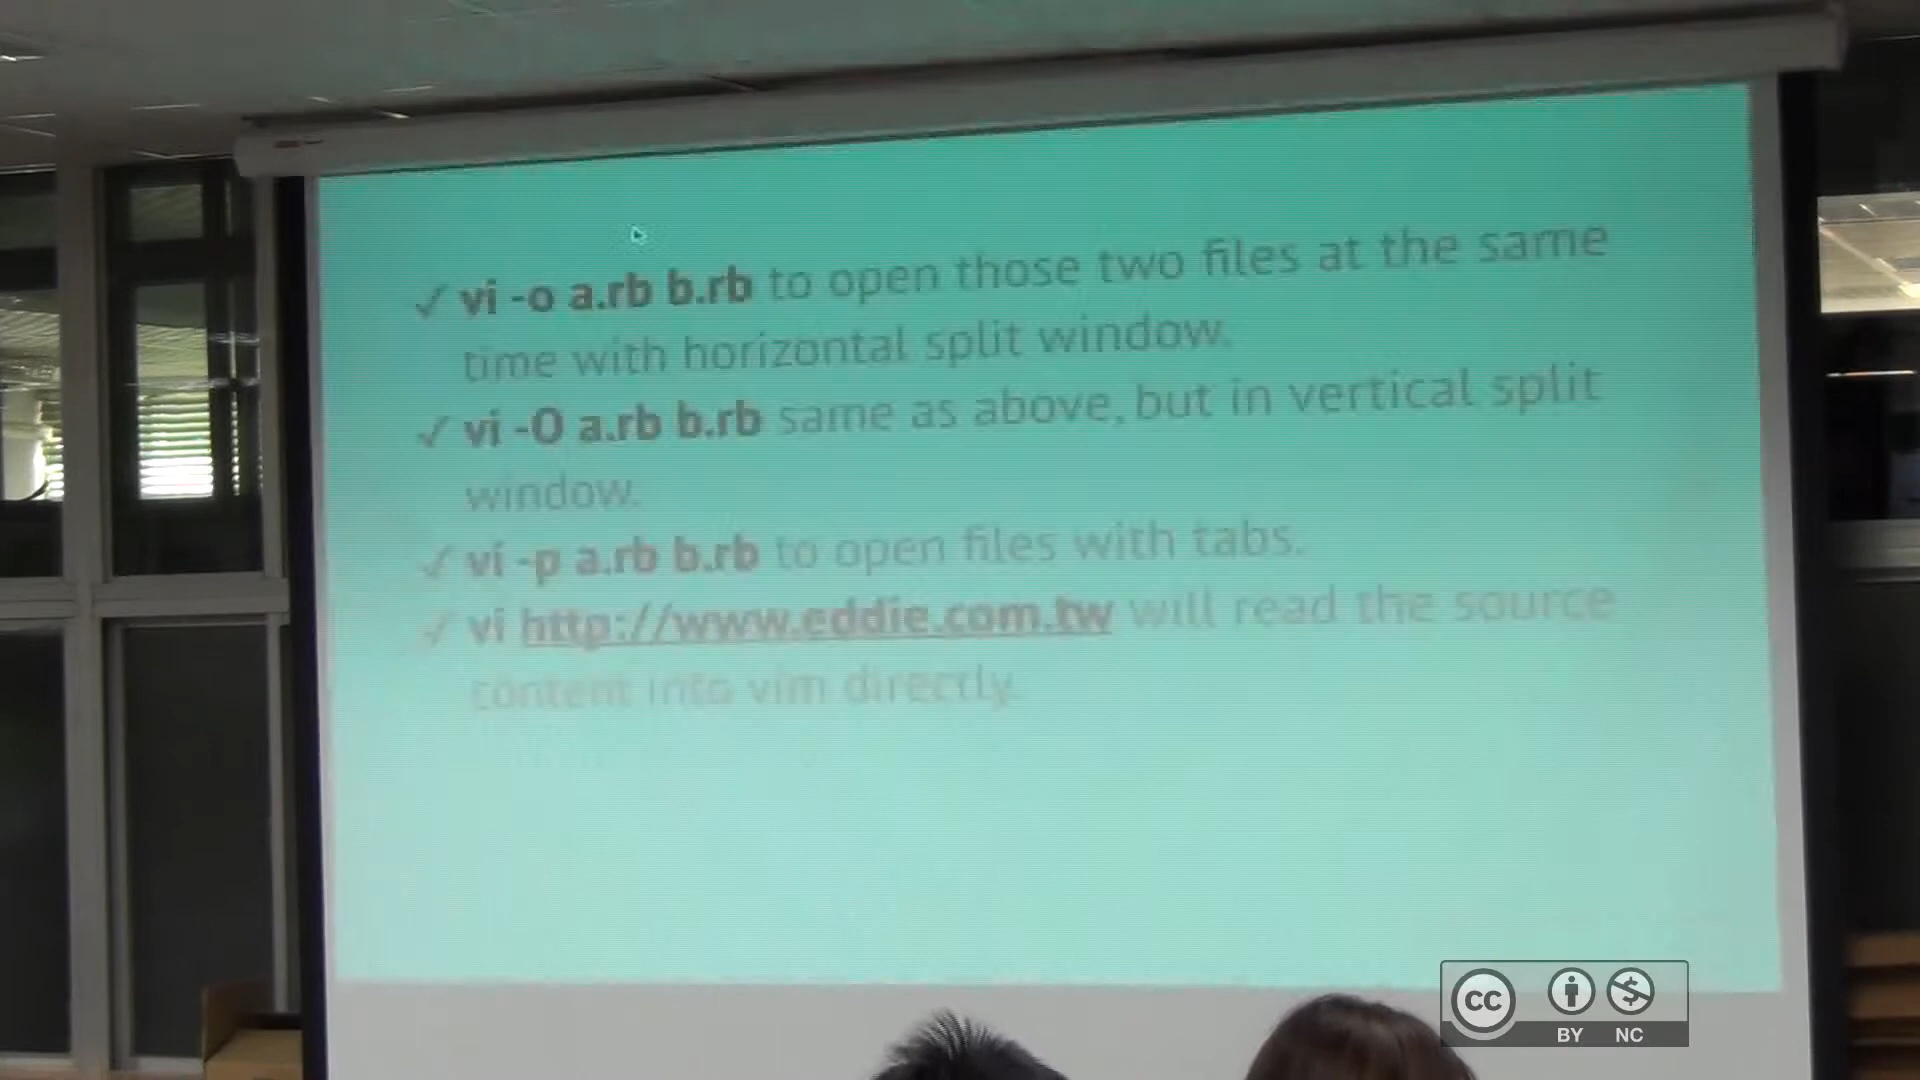 ✓ vi -o a.rb b.rb to open those two files at the same
time with horizontal split window.
✓ vi -O a.rb b.rb same as above, but in vertical split
window.
✓ vi -p a.rb b.rb to open files with tabs.
✓ vi http://www.eddie.com.tw will read the source
content into vim directly.
cc
BY NC